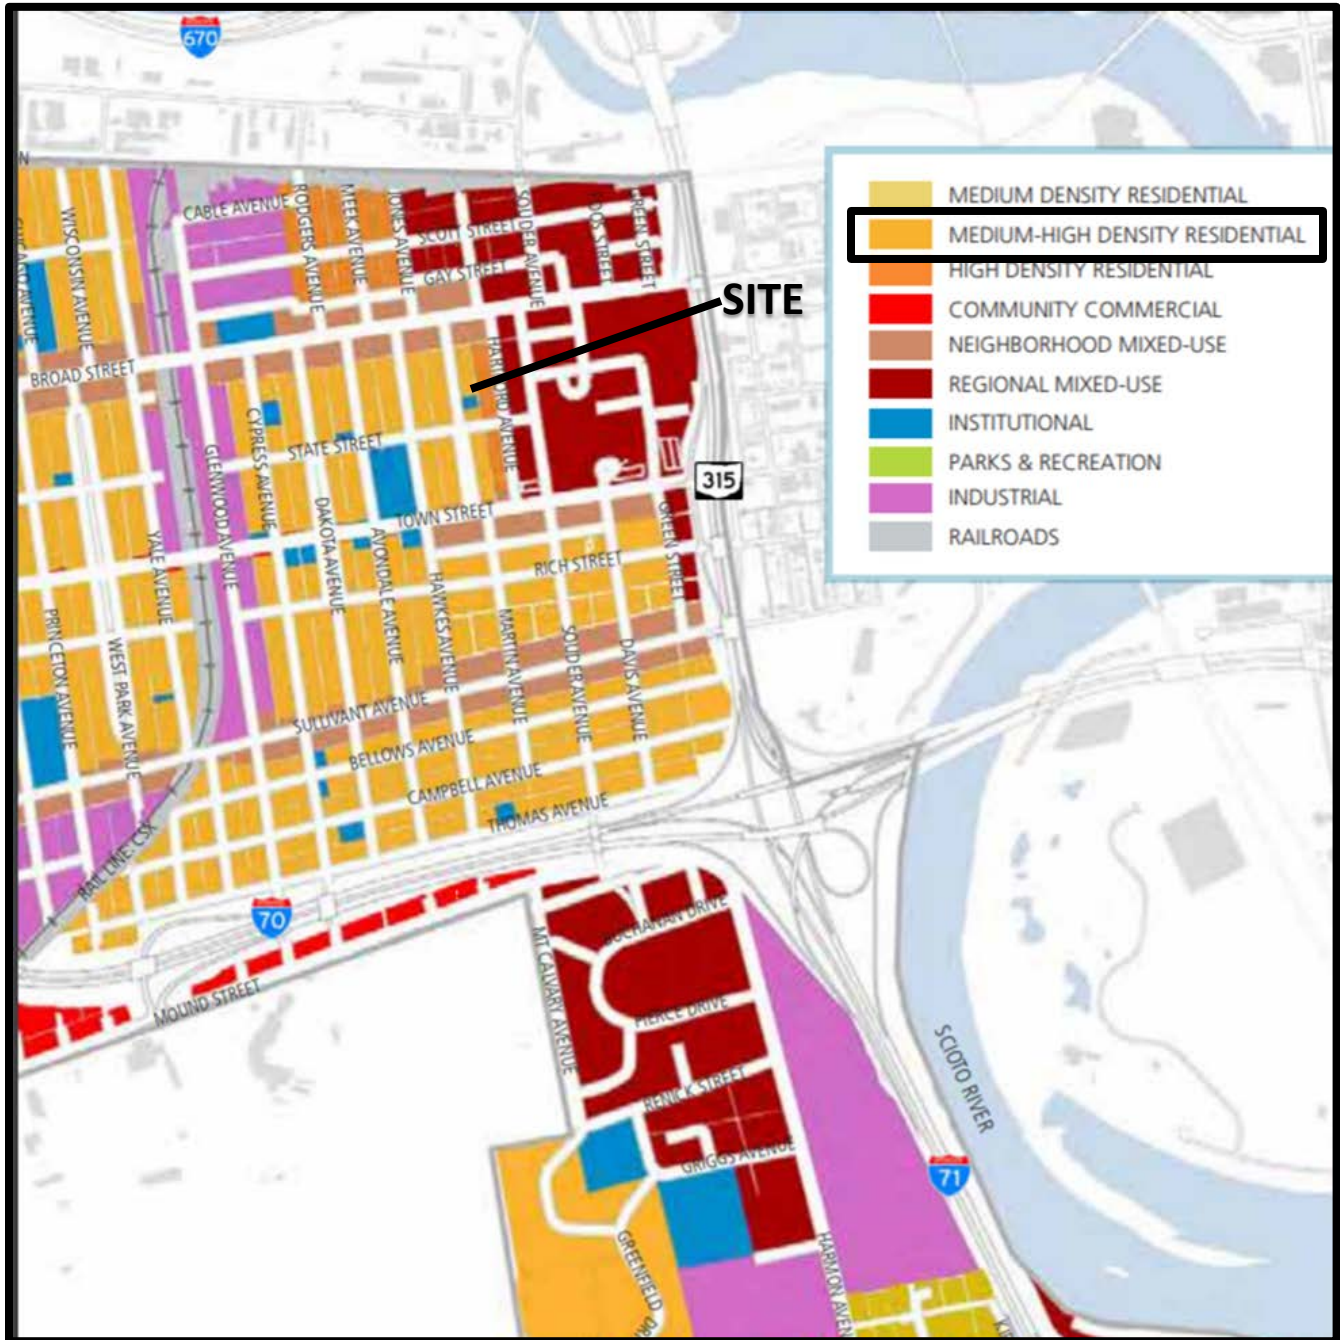 670
N
CABLE AVENUE
RODGERS AVENUE
MEEK AVENUE
JONES AVENUE
SCOTT STREET
SOUDER AVENUE
GREEN STREET
GAY STREET
WISCONSIN AVENUE
BROAD STREET
SITE
HARTFORD AVENUE
MEDIUM DENSITY RESIDENTIAL
MEDIUM-HIGH DENSITY RESIDENTIAL
HIGH DENSITY RESIDENTIAL
COMMUNITY COMMERCIAL
NEIGHBORHOOD MIXED-USE
REGIONAL MIXED-USE
INSTITUTIONAL
PARKS & RECREATION
INDUSTRIAL
RAILROADS
CYPRESS AVENUE
STATE STREET
GLENWOOD AVENUE
315
DAKOTA AVENUE
TOWN STREET
AVONDALE AVENUE
GREEN STREET
YALE AVENUE
RICH STREET
HAWKES AVENUE
PRINCETON AVENUE
WEST PARK AVENUE
MARTIN AVENUE
SOUDER AVENUE
DAVIS AVENUE
SULLIVANT AVENUE
BELLOWS AVENUE
CAMPBELL AVENUE
THOMAS AVENUE
RAIL LINE: CSX
70
MOUND STREET
MT CALVARY AVENUE
BUCHANAN DRIVE
PIERCE DRIVE
RENICK STREET
GRIGGS AVENUE
SCIOTO RIVER
71
GREENFIELD DR
HARMON AVEN